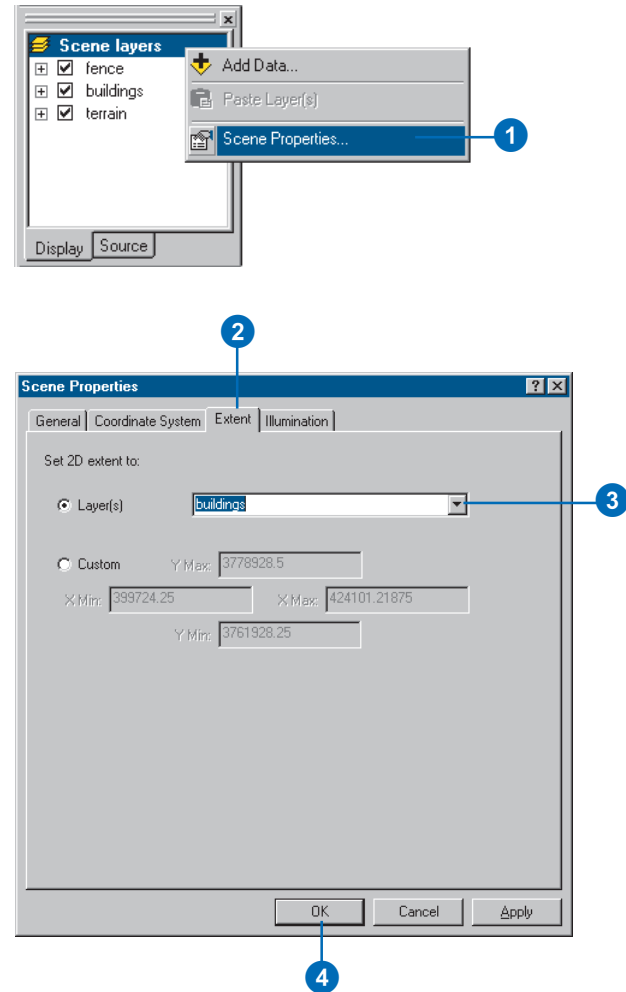 Scene layers
fence
buildings
terrain
Add Data...
Paste Layer(s)
Scene Properties...
1
Display Source
2
Scene Properties
General Coordinate System Extent Illumination
Set 2D extent to:
Layer(s) buildings
3
Custom Y Max: 3778928.5
X Min: 399724.25 X Max: 424101.21875
Y Min: 3761928.25
OK Cancel Apply
4